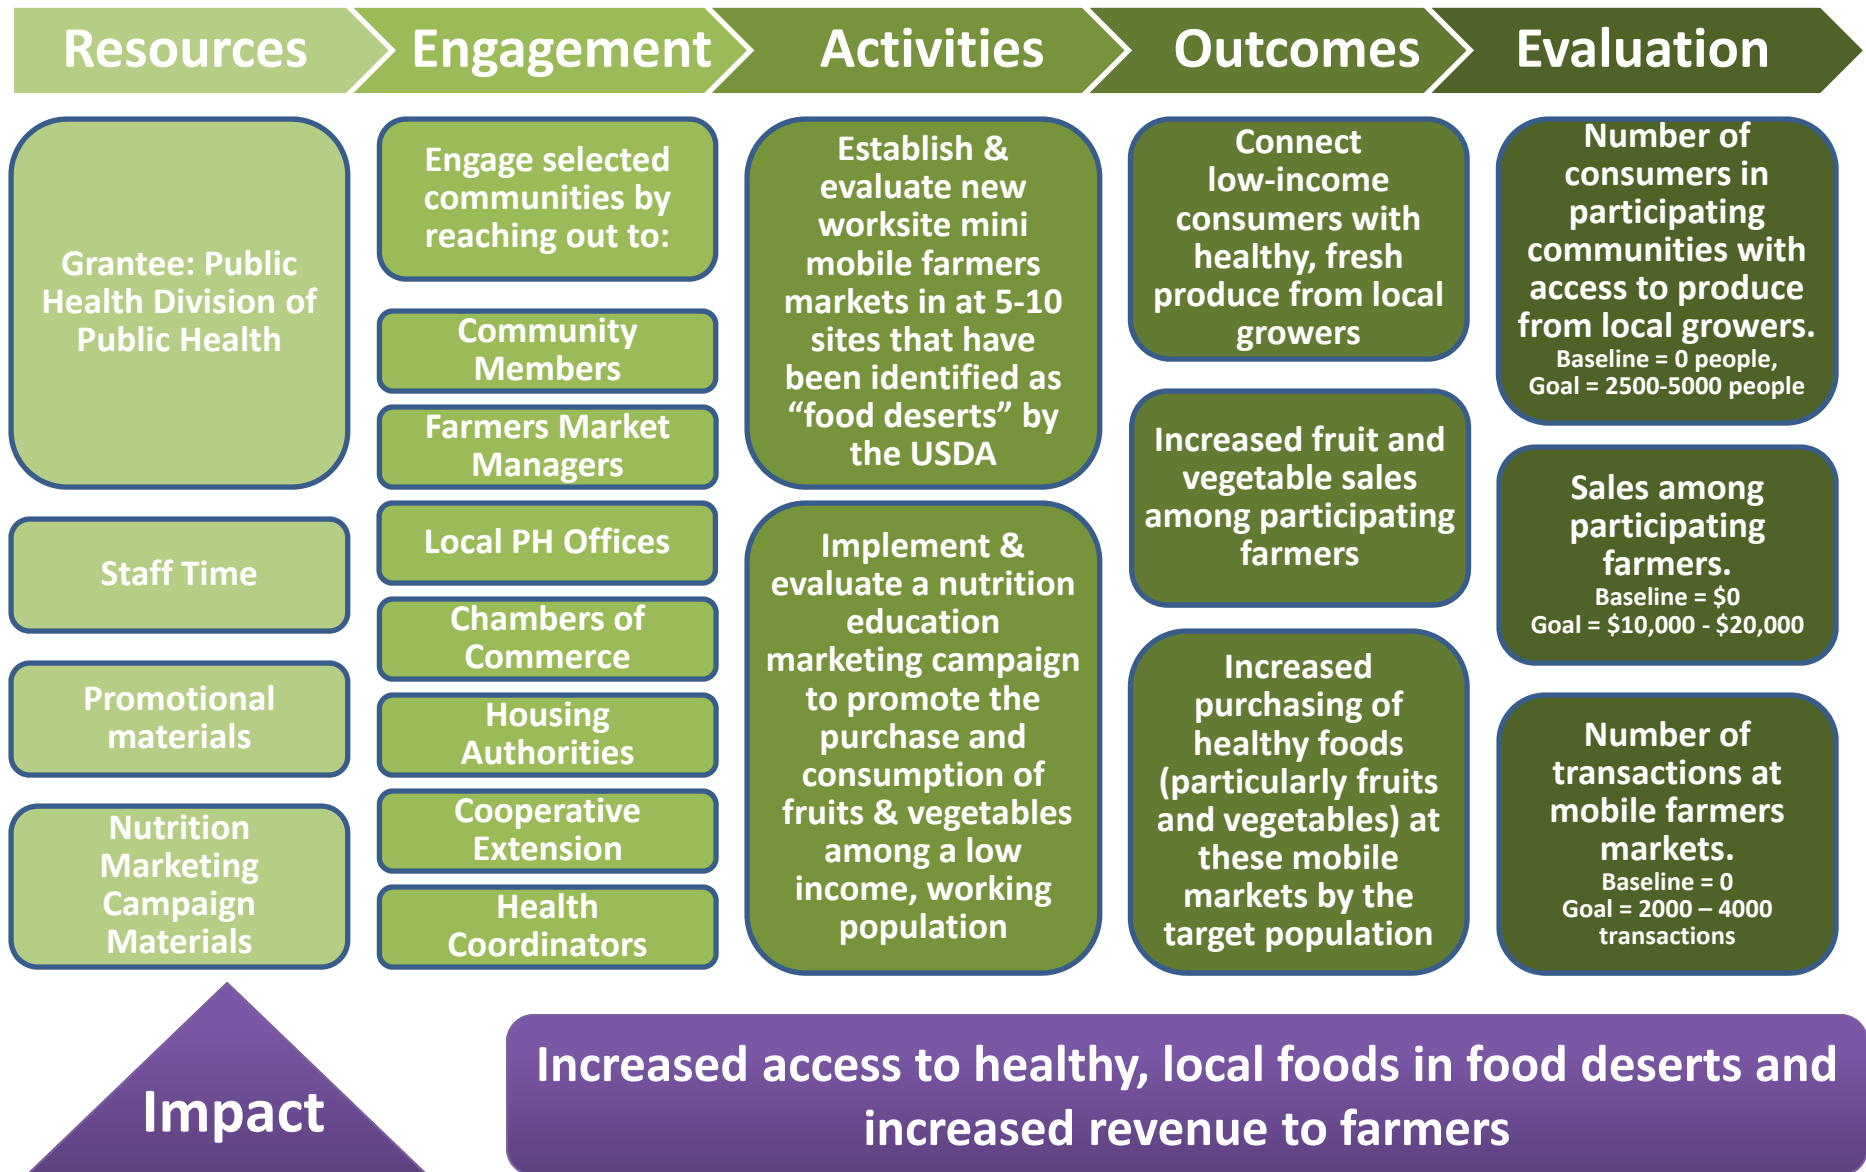 Resources
Engagement
Activities
Outcomes
Evaluation
Grantee: Public
Health Division of
Public Health
Staff Time
Promotional
materials
Nutrition
Marketing
Campaign
Materials
Engage selected
communities by
reaching out to:
Community
Members
Farmers Market
Managers
Local PH Offices
Chambers of
Commerce
Housing
Authorities
Cooperative
Extension
Health
Coordinators
Establish &
evaluate new
worksite mini
mobile farmers
markets in at 5-10
sites that have
been identified as
“food deserts” by
the USDA
Implement &
evaluate a nutrition
education
marketing campaign
to promote the
purchase and
consumption of
fruits & vegetables
among a low
income, working
population
Connect
low-income
consumers with
healthy, fresh
produce from local
growers
Increased fruit and
vegetable sales
among participating
farmers
Increased
purchasing of
healthy foods
(particularly fruits
and vegetables) at
these mobile
markets by the
target population
Number of
consumers in
participating
communities with
access to produce
from local growers.
Baseline = 0 people,
Goal = 2500-5000 people
Sales among
participating
farmers.
Baseline = $0
Goal = $10,000 - $20,000
Number of
transactions at
mobile farmers
markets.
Baseline = 0
Goal = 2000 – 4000
transactions
Impact
Increased access to healthy, local foods in food deserts and
increased revenue to farmers